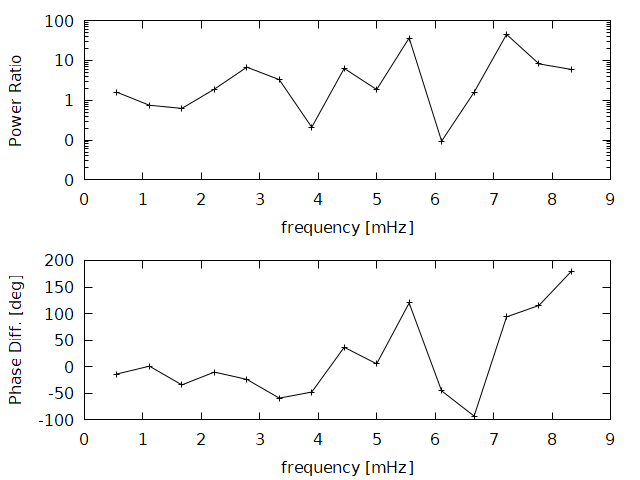 Power Ratio
100
10
1
0
0
0 1 2 3 4 5 6 7 8 9
frequency [mHz]
Phase Diff. [deg]
200
150
100
50
0
-50
-100
0 1 2 3 4 5 6 7 8 9
frequency [mHz]